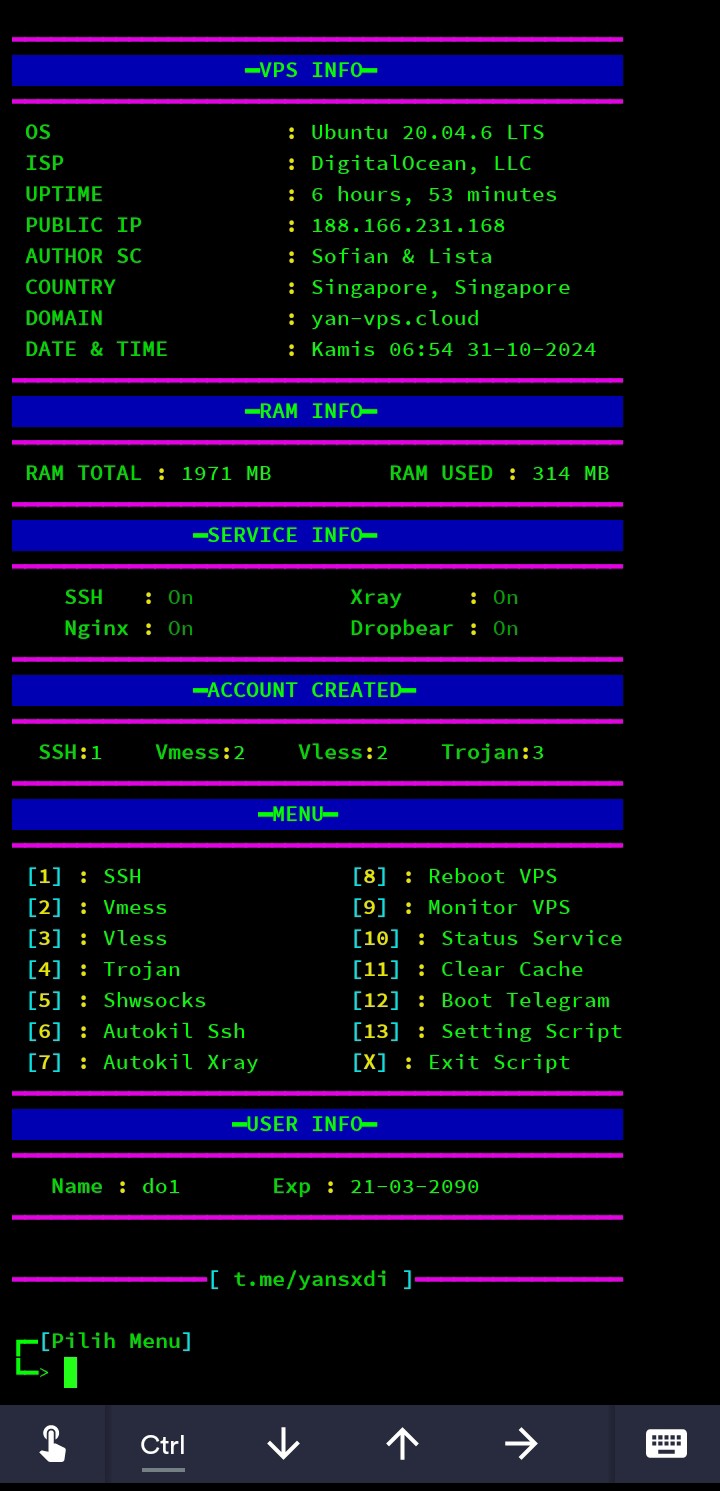 ━VPS INFO━
OS : Ubuntu 20.04.6 LTS
ISP : DigitalOcean, LLC
UPTIME : 6 hours, 53 minutes
PUBLIC IP : 188.166.231.168
AUTHOR SC : Sofian & Lista
COUNTRY : Singapore, Singapore
DOMAIN : yan-vps.cloud
DATE & TIME : Kamis 06:54 31-10-2024
━RAM INFO━
RAM TOTAL : 1971 MB RAM USED : 314 MB
━SERVICE INFO━
SSH : On Xray : On
Nginx : On Dropbear : On
━ACCOUNT CREATED━
SSH:1 Vmess:2 Vless:2 Trojan:3
━MENU━
[1] : SSH [8] : Reboot VPS
[2] : Vmess [9] : Monitor VPS
[3] : Vless [10] : Status Service
[4] : Trojan [11] : Clear Cache
[5] : Shwsocks [12] : Boot Telegram
[6] : Autokil Ssh [13] : Setting Script
[7] : Autokil Xray [X] : Exit Script
━USER INFO━
Name : do1 Exp : 21-03-2090
[ t.me/yansxdi ]
┏━[Pilih Menu]
┗━>
Ctrl